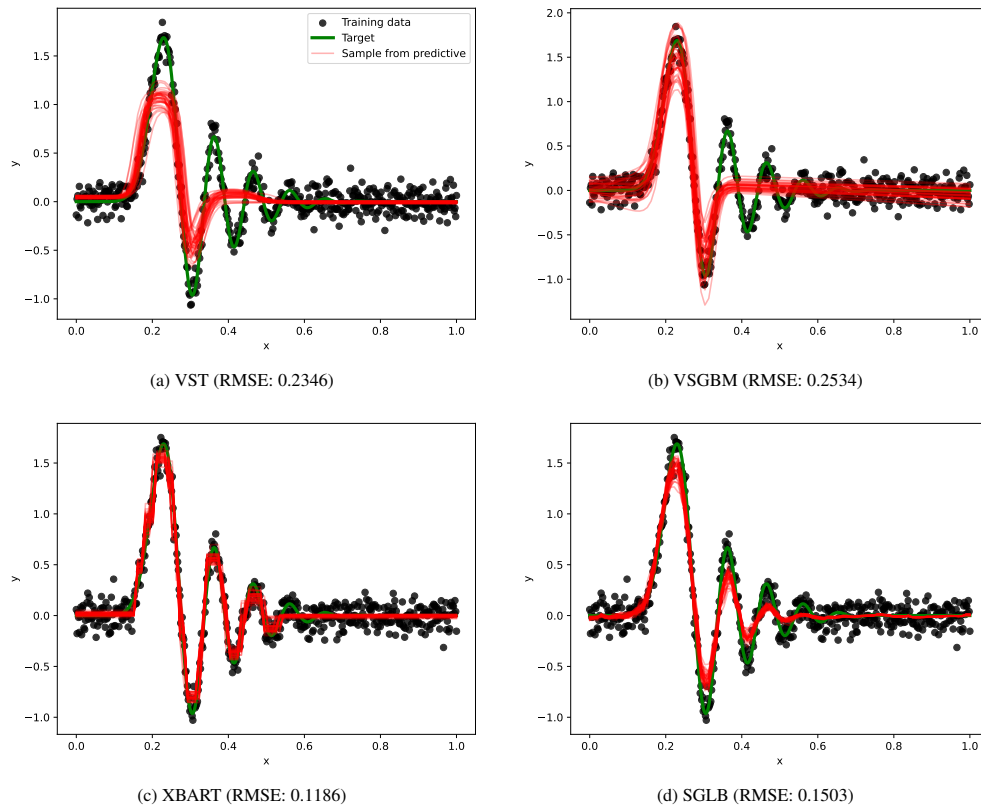 Training data
Target
Sample from predictive
1.5
1.0
0.5
0.0
−0.5
−1.0
y
0.0 0.2 0.4 0.6 0.8 1.0
x
(a) VST (RMSE: 0.2346)
2.0
1.5
1.0
0.5
0.0
−0.5
−1.0
y
0.0 0.2 0.4 0.6 0.8 1.0
x
(b) VSGBM (RMSE: 0.2534)
1.5
1.0
0.5
0.0
−0.5
−1.0
y
0.0 0.2 0.4 0.6 0.8 1.0
x
(c) XBART (RMSE: 0.1186)
1.5
1.0
0.5
0.0
−0.5
−1.0
y
0.0 0.2 0.4 0.6 0.8 1.0
x
(d) SGLB (RMSE: 0.1503)